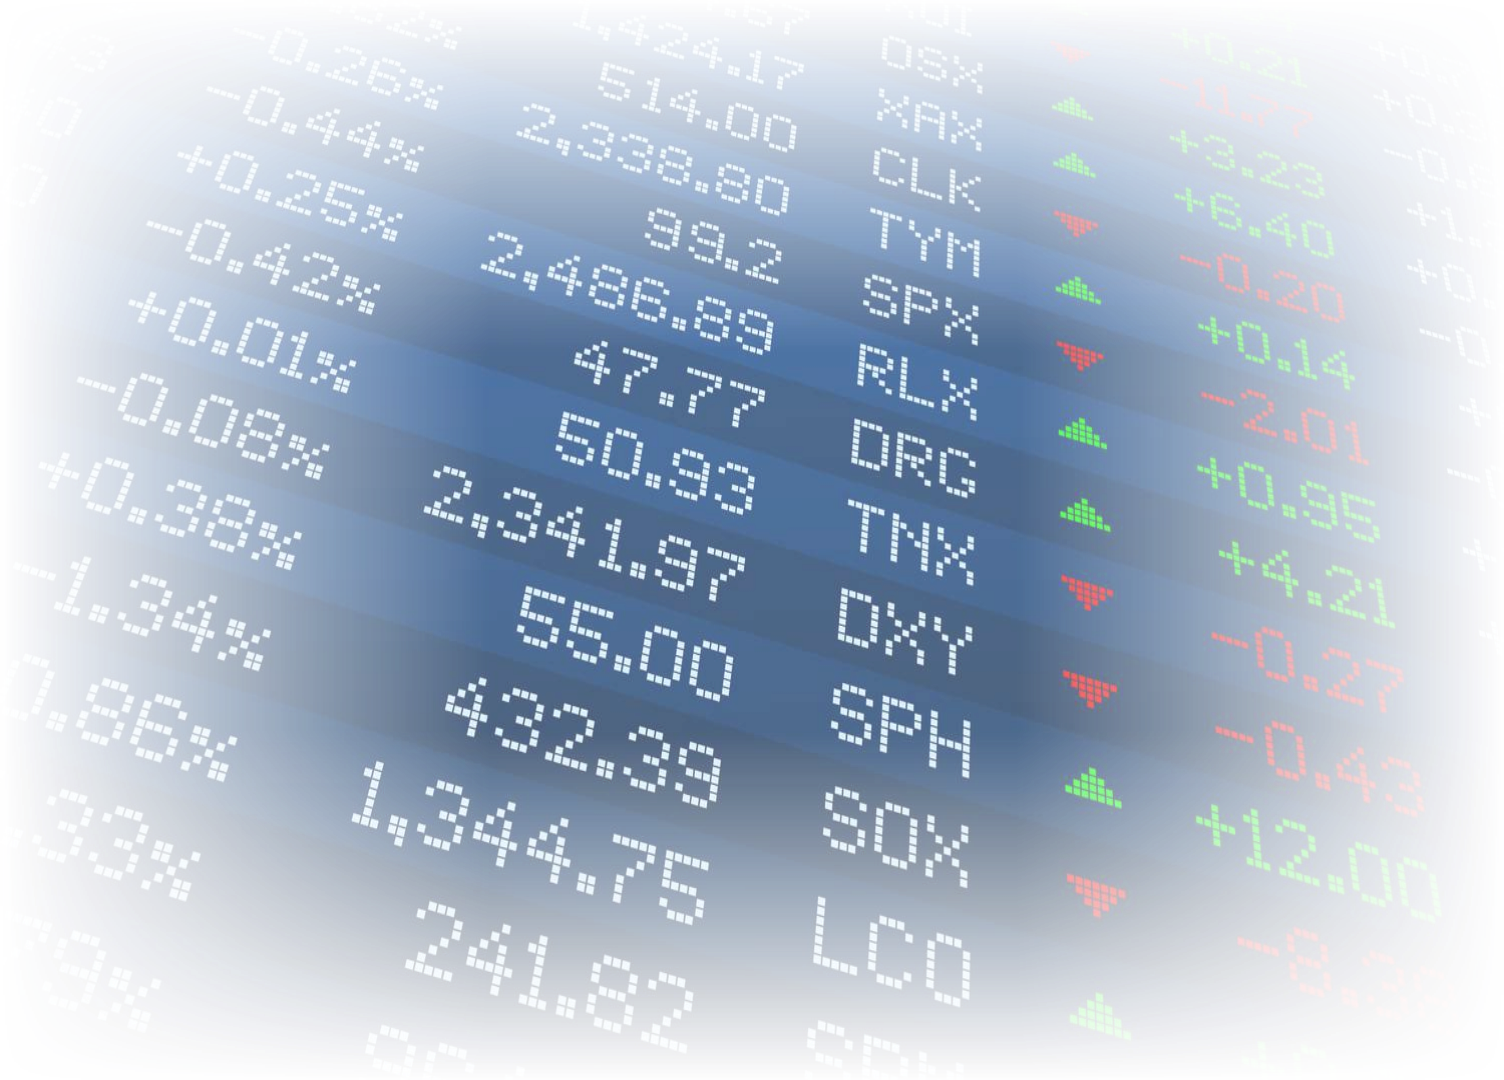 +0.21
1,424.17 XAX +6.40
514.00 CLK -0.20
OSX +3.23
-11.77
-0.26% 2,338.80 TYM +0.14
-0.44% 99.2 SPX -2.01
+0.25% 2,486.89 RLX +0.95
-0.42% 47.77 DRG +4.21
+0.01% 50.93 TNX -0.27
-0.08% 2,341.97 DXY -0.43
+0.38% 55.00 SPH +12.00
-1.34% 432.39 SOX
.86% 1,344.75 LCO
.33% 241.82
9%